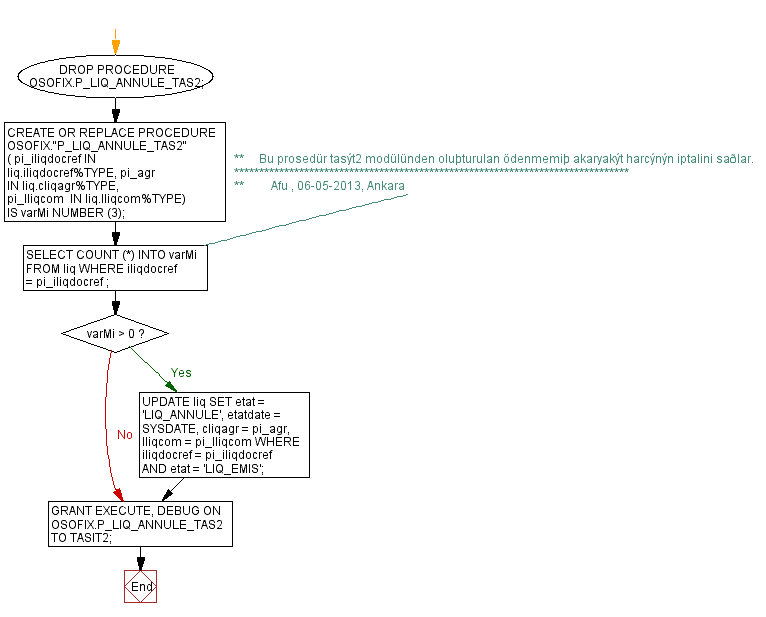 DROP PROCEDURE
OSOFIX.P_LIQ_ANNULE_TAS2;
CREATE OR REPLACE PROCEDURE
OSOFIX."P_LIQ_ANNULE_TAS2"
( pi_iliqdocref IN
liq.iliqdocref%TYPE, pi_agr
IN liq.cliqagr%TYPE,
pi_lliqcom IN liq.lliqcom%TYPE)
IS varMi NUMBER (3);
** Bu prosedür tasýt2 modülünden oluþturulan ödenmemiþ akaryakýt harcýnýn iptalini saðlar.
*******************************************************************************
** Afu , 06-05-2013, Ankara
SELECT COUNT (*) INTO varMi
FROM liq WHERE iliqdocref
= pi_iliqdocref ;
varMi > 0 ?
Yes
UPDATE liq SET etat =
'LIQ_ANNULE', etatdate =
SYSDATE, cliqagr = pi_agr,
lliqcom = pi_lliqcom WHERE
iliqdocref = pi_iliqdocref
AND etat = 'LIQ_EMIS';
No
GRANT EXECUTE, DEBUG ON
OSOFIX.P_LIQ_ANNULE_TAS2
TO TASIT2;
End